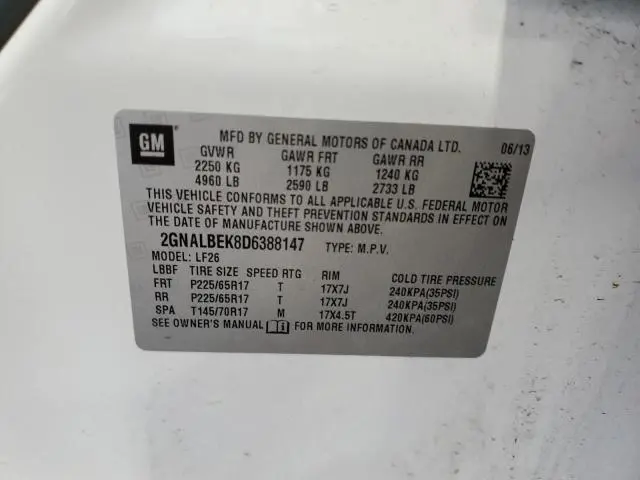 GM
MFD BY GENERAL MOTORS OF CANADA LTD. 06/13
GVWR GAWR FRT GAWR RR
2250 KG 1175 KG 1240 KG
4960 LB 2590 LB 2733 LB
THIS VEHICLE CONFORMS TO ALL APPLICABLE U.S. FEDERAL MOTOR
VEHICLE SAFETY AND THEFT PREVENTION STANDARDS IN EFFECT ON
THE DATE OF MANUFACTURE SHOWN ABOVE.
2GNALBEK8D6388147 TYPE: M.P.V.
MODEL: LF26
LBBF TIRE SIZE SPEED RTG RIM COLD TIRE PRESSURE
FRT P225/65R17 T 17X7J 240KPA(35PSI)
RR P225/65R17 T 17X7J 240KPA(35PSI)
SPA T145/70R17 M 17X4.5T 420KPA(60PSI)
SEE OWNER'S MANUAL FOR MORE INFORMATION.